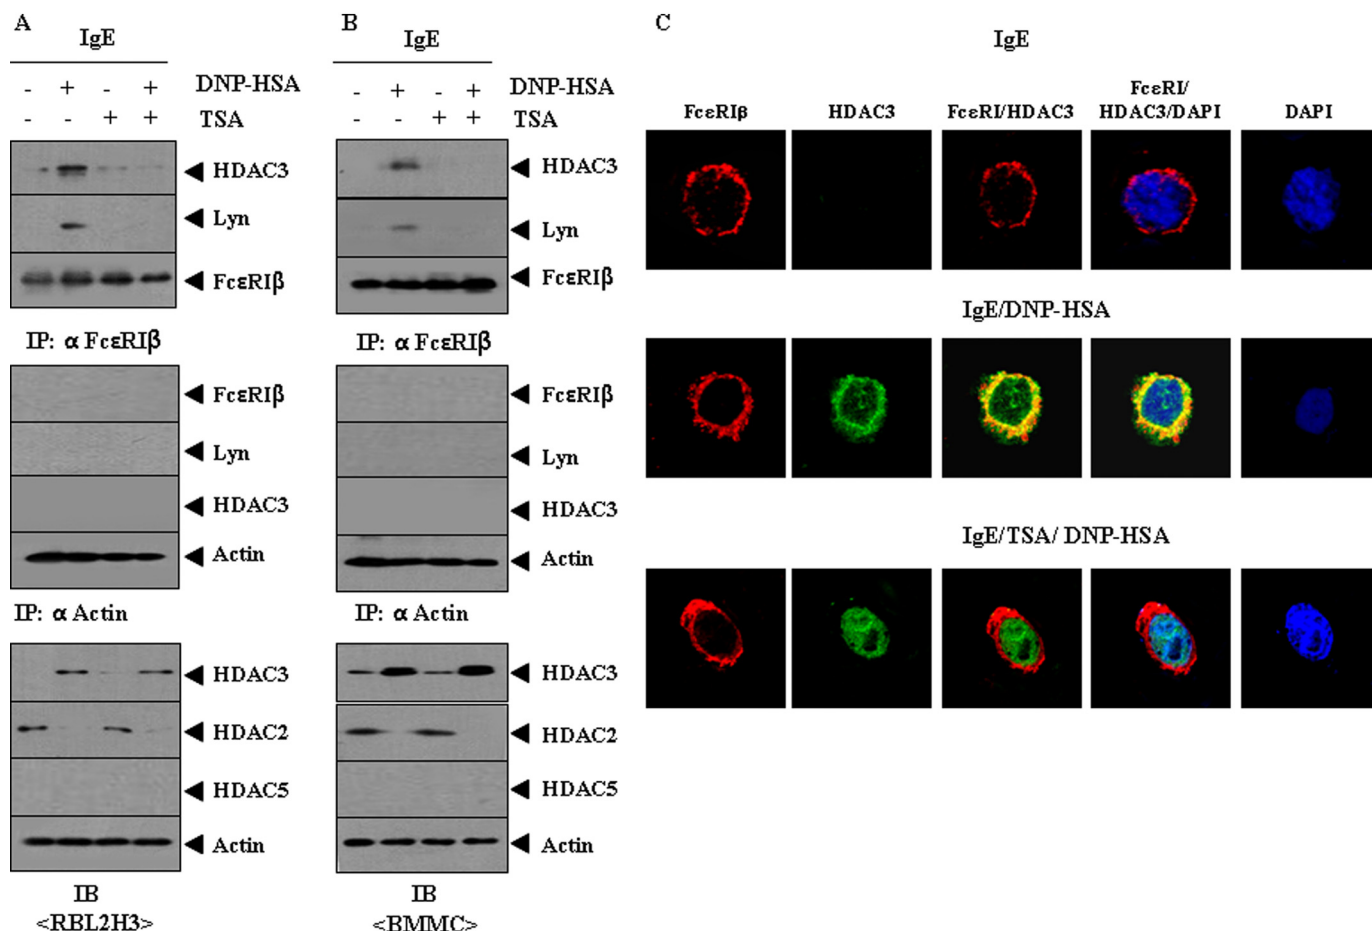 A
IgE
- + - + DNP-HSA
- - + + TSA
HDAC3
Lyn
FcεRIβ
IP: α FcεRIβ
FcεRIβ
Lyn
HDAC3
Actin
IP: α Actin
HDAC3
HDAC2
HDAC5
Actin
IB
<RBL2H3>
B
IgE
- + - + DNP-HSA
- - + + TSA
HDAC3
Lyn
FcεRIβ
IP: α FcεRIβ
FcεRIβ
Lyn
HDAC3
Actin
IP: α Actin
HDAC3
HDAC2
HDAC5
Actin
IB
<BMMC>
C
IgE
FcεRIβ HDAC3 FcεRI/HDAC3 FcεRI/ HDAC3/DAPI DAPI
IgE/DNP-HSA
IgE/TSA/ DNP-HSA